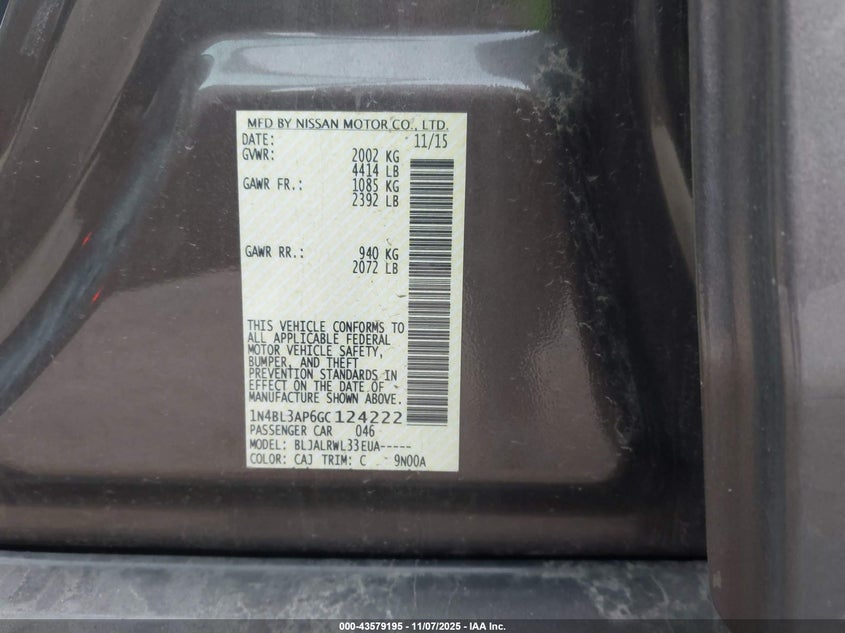 MFD BY NISSAN MOTOR CO., LTD.
DATE: 11/15
GVWR: 2002 KG
4414 LB
GAWR FR.: 1085 KG
2392 LB
GAWR RR.: 940 KG
2072 LB
THIS VEHICLE CONFORMS TO
ALL APPLICABLE FEDERAL
MOTOR VEHICLE SAFETY,
BUMPER, AND THEFT
PREVENTION STANDARDS IN
EFFECT ON THE DATE OF
MANUFACTURE SHOWN ABOVE.
1N4BL3AP6GC124222
PASSENGER CAR 046
MODEL: BLJALRWL33EUA-----
COLOR: CAJ TRIM: C 9N00A
000-43579195 - 11/07/2025 - IAA Inc.